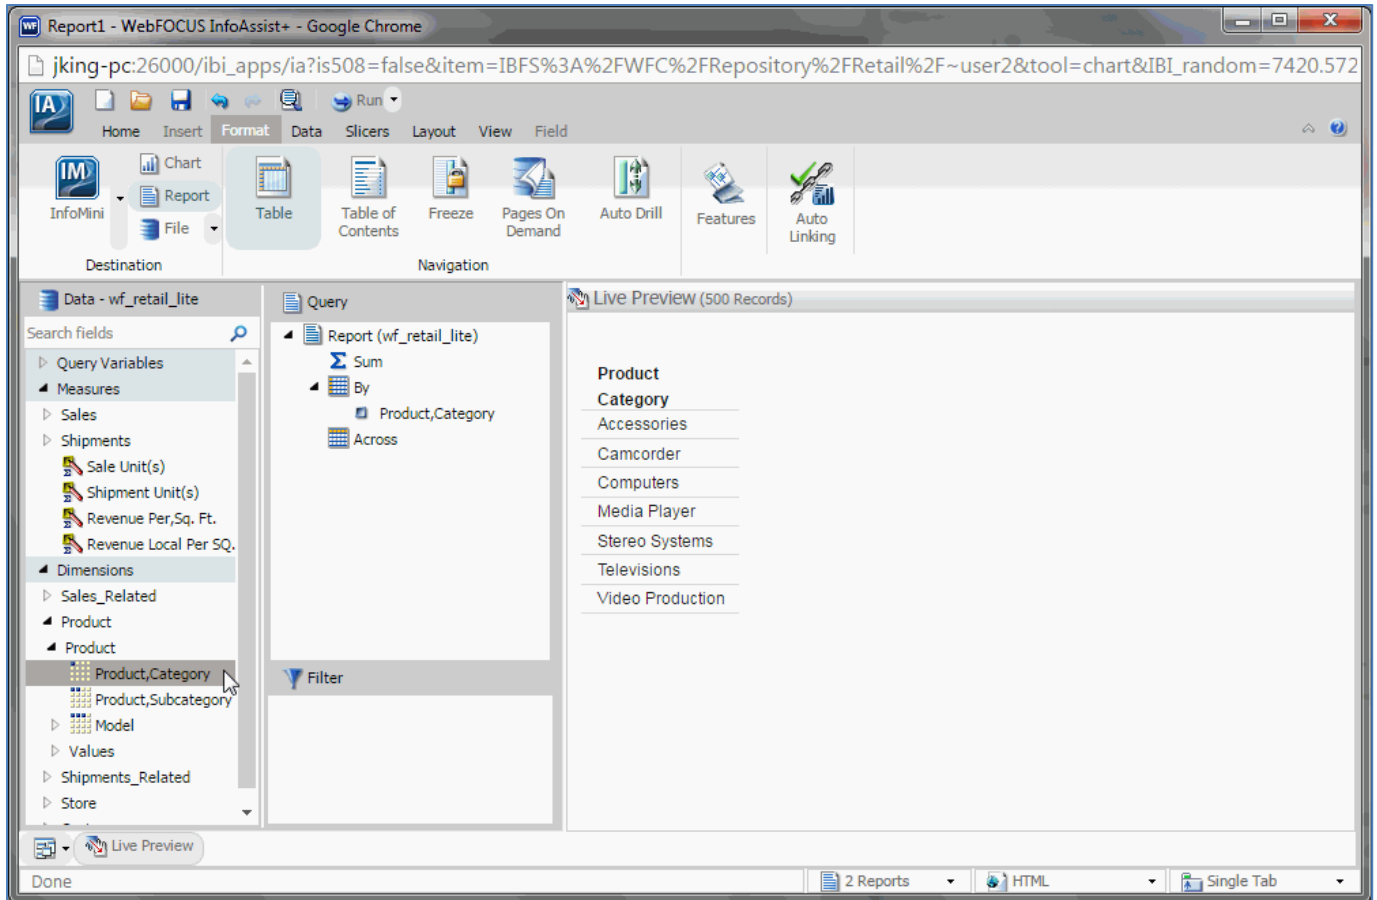 WF Report1 - WebFOCUS InfoAssist+ - Google Chrome
jking-pc:26000/ibi_apps/ia?is508=false&item=IBFS%3A%2FWFC%2FRepository%2FRetail%2F~user2&tool=chart&IBI_random=7420.572
IA Run
Home Insert Format Data Slicers Layout View Field
IM InfoMini
Chart
Report
File
Destination
Table
Table of
Contents
Freeze
Pages On
Demand
Navigation
Auto Drill
Features
Auto
Linking
Data - wf_retail_lite
Search fields
Query Variables
Measures
Sales
Shipments
Sale Unit(s)
Shipment Unit(s)
Revenue Per,Sq. Ft.
Revenue Local Per SQ.
Dimensions
Sales_Related
Product
Product
Product,Category
Product,Subcategory
Model
Values
Shipments_Related
Store
Query
Report (wf_retail_lite)
Sum
By
Product,Category
Across
Filter
Live Preview (500 Records)
Product
Category
Accessories
Camcorder
Computers
Media Player
Stereo Systems
Televisions
Video Production
Live Preview
Done 2 Reports HTML Single Tab